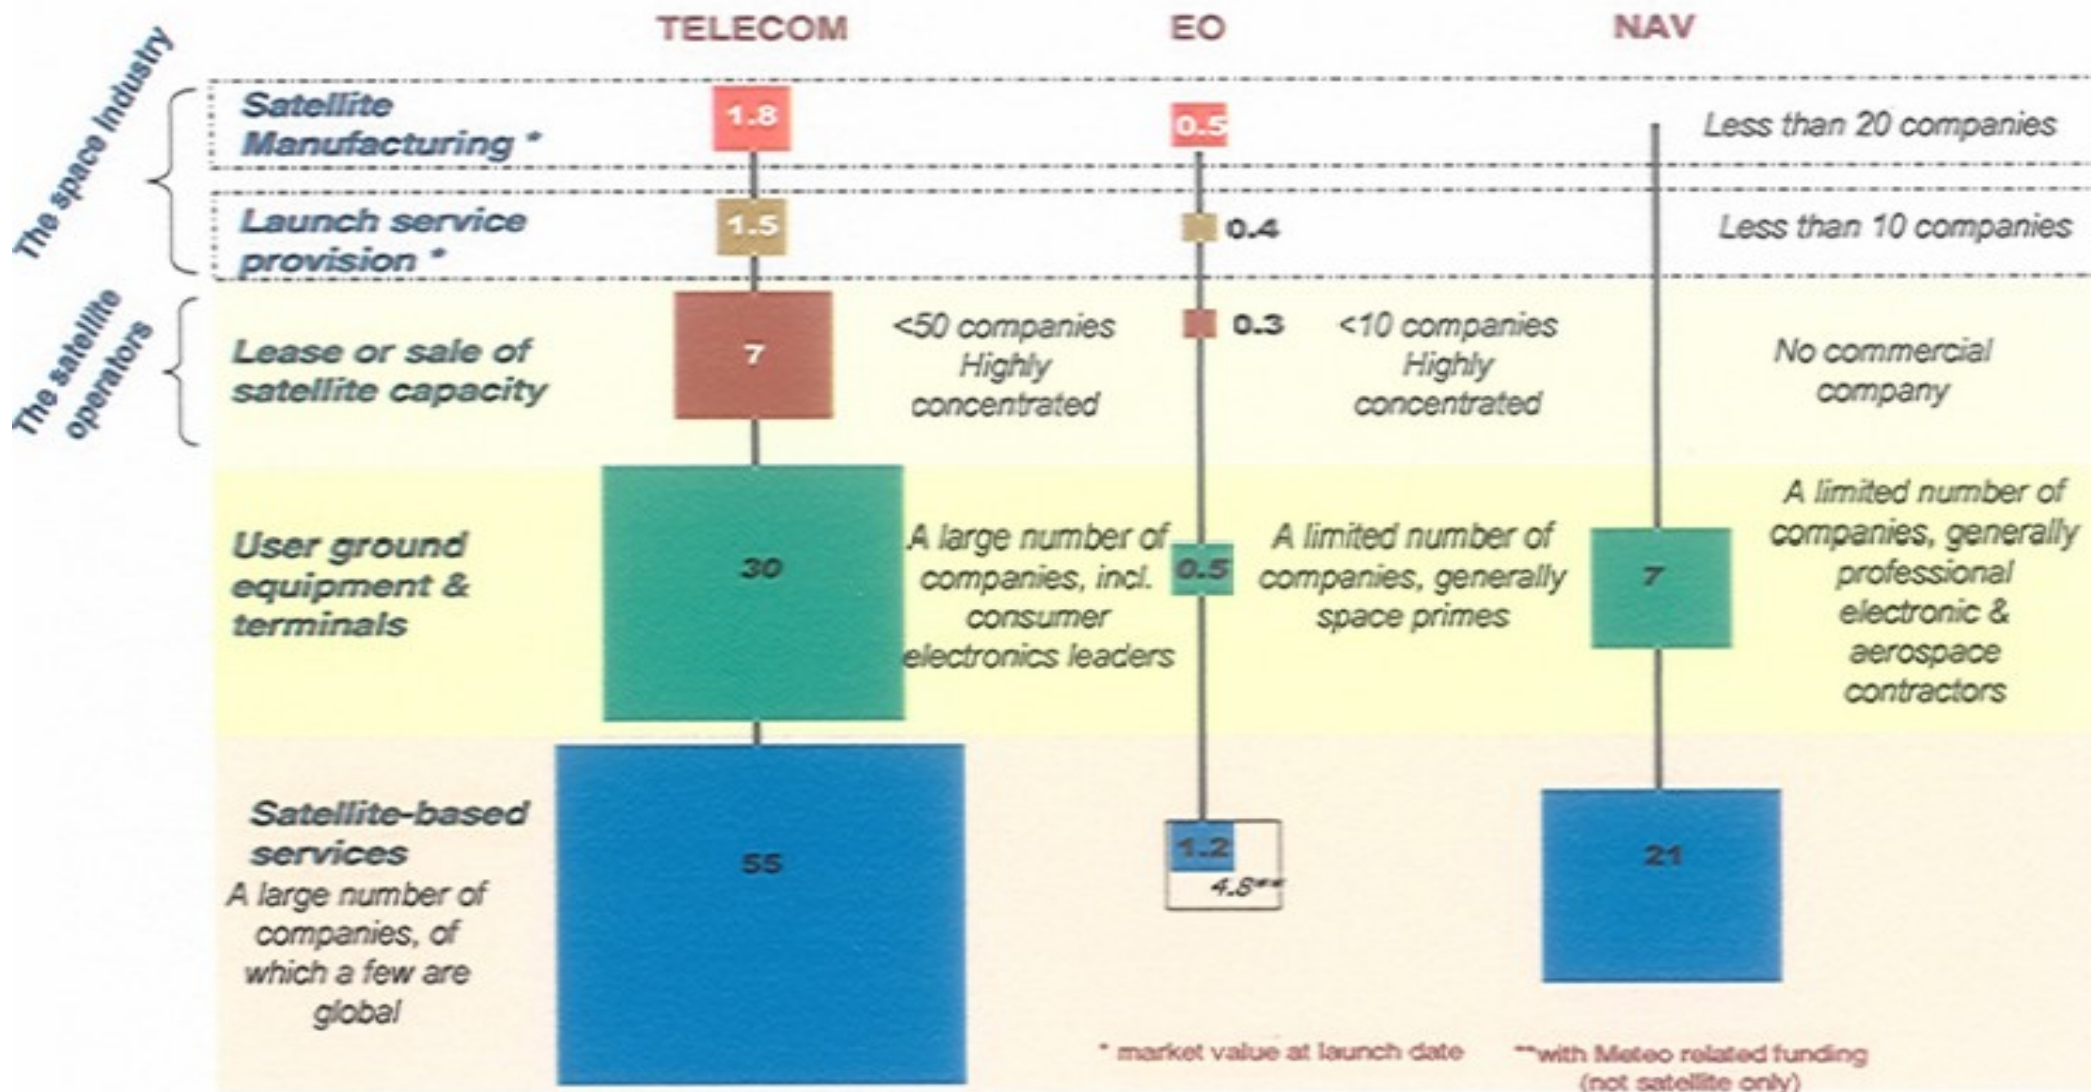 TELECOM
EO
NAV
The space Industry
Satellite
Manufacturing *
1.8
0.5
Less than 20 companies
Launch service
provision *
1.5
0.4
Less than 10 companies
The satellite
operators
Lease or sale of
satellite capacity
7
<50 companies
Highly
concentrated
0.3
<10 companies
Highly
concentrated
No commercial
company
User ground
equipment &
terminals
30
A large number of
companies, incl.
consumer
electronics leaders
0.5
A limited number of
companies, generally
space primes
7
A limited number of
companies, generally
professional
electronic &
aerospace
contractors
Satellite-based
services
A large number of
companies, of
which a few are
global
55
1.2
4.8**
21
* market value at launch date
**with Meteo related funding
(not satellite only)